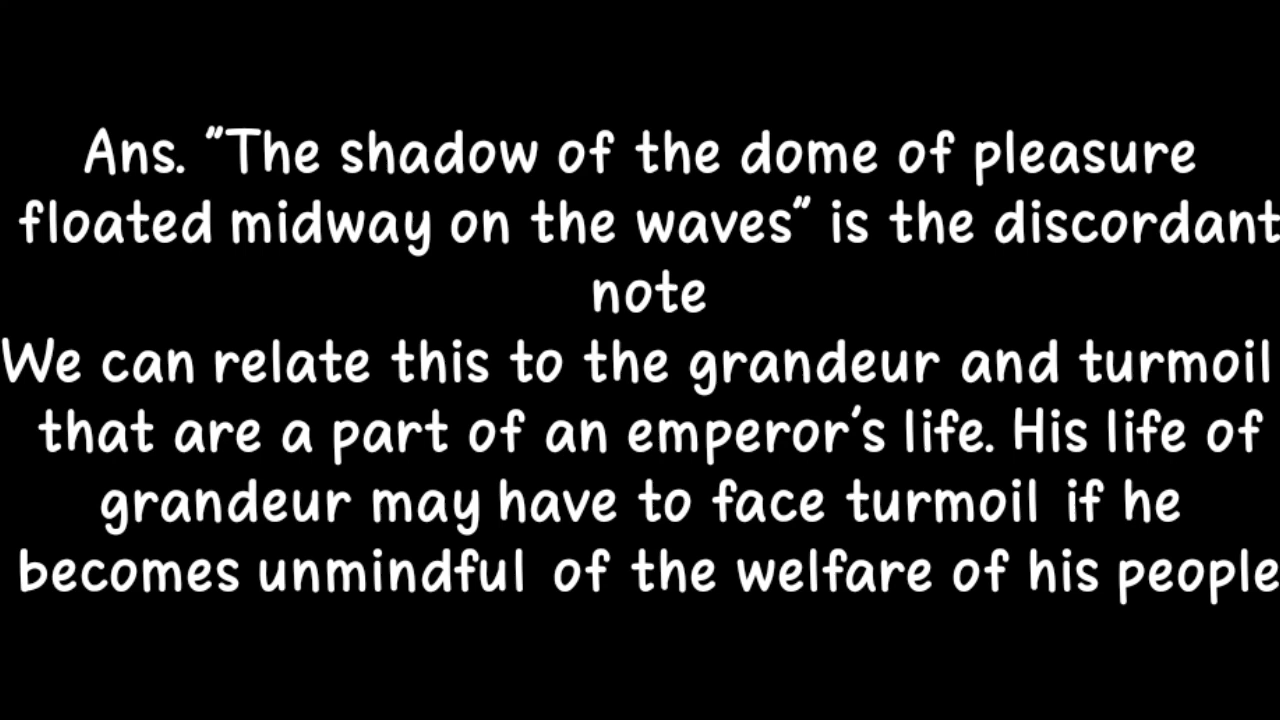 Ans. "The shadow of the dome of pleasure
floated midway on the waves" is the discordant
note
We can relate this to the grandeur and turmoil
that are a part of an emperor's life. His life of
grandeur may have to face turmoil if he
becomes unmindful of the welfare of his people